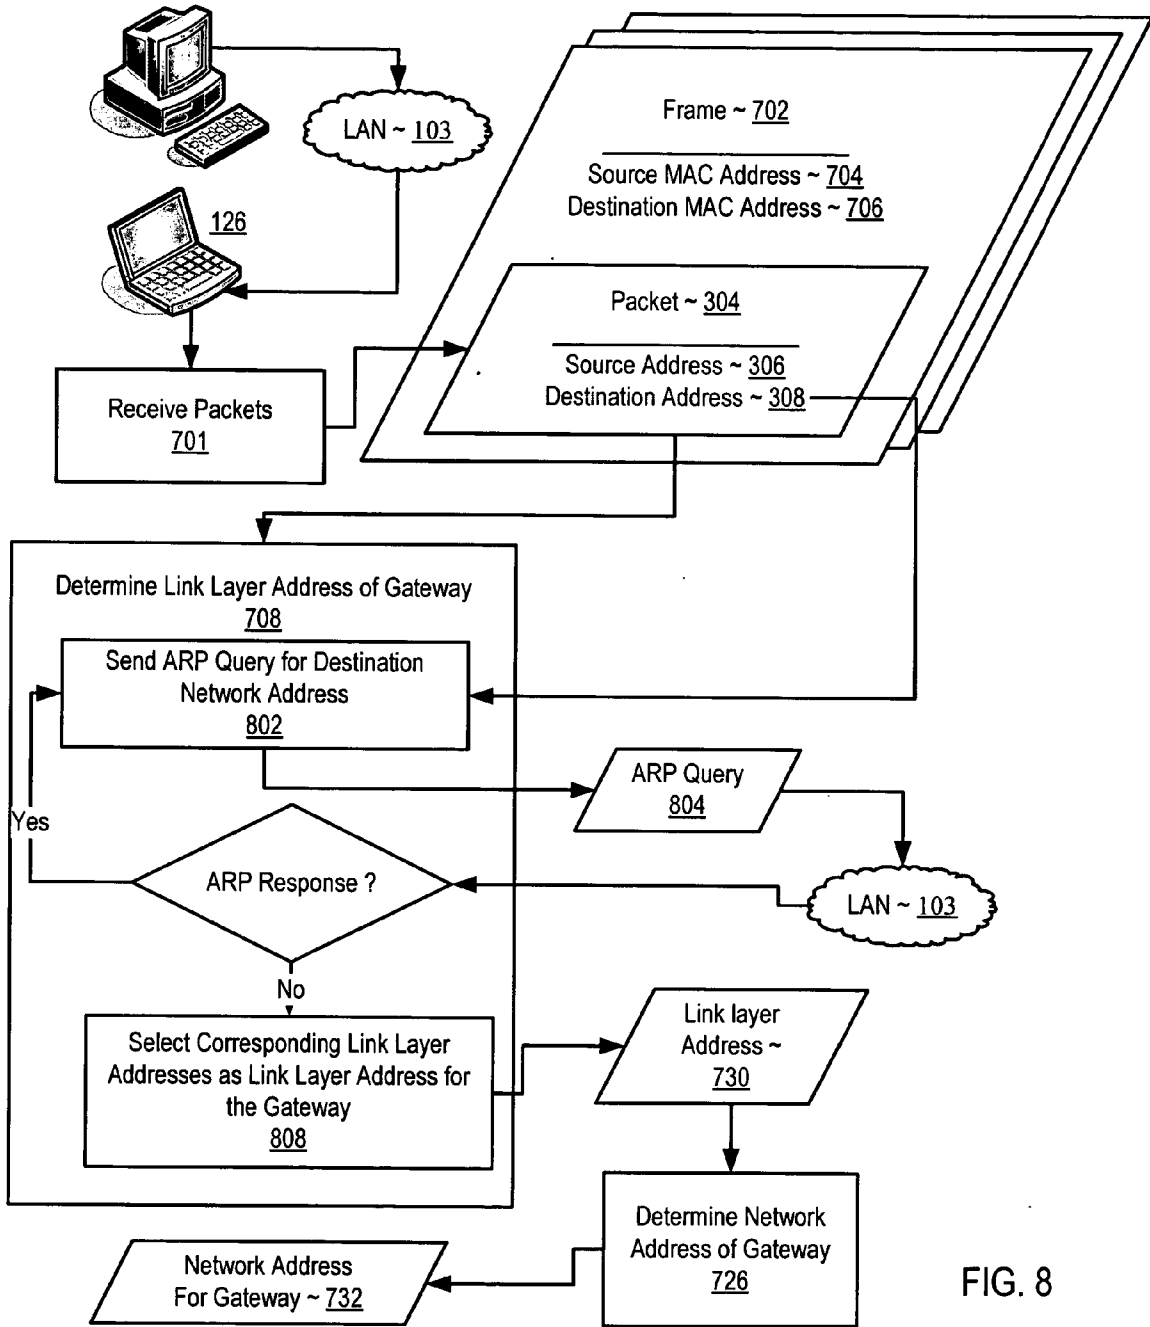 LAN ~ 103
126
Frame ~ 702
Source MAC Address ~ 704
Destination MAC Address ~ 706
Packet ~ 304
Source Address ~ 306
Destination Address ~ 308
Receive Packets
701
Determine Link Layer Address of Gateway
708
Send ARP Query for Destination
Network Address
802
ARP Query
804
Yes
ARP Response ?
LAN ~ 103
No
Select Corresponding Link Layer
Addresses as Link Layer Address for
the Gateway
808
Link layer
Address ~
730
Determine Network
Address of Gateway
726
Network Address
For Gateway ~ 732
FIG. 8